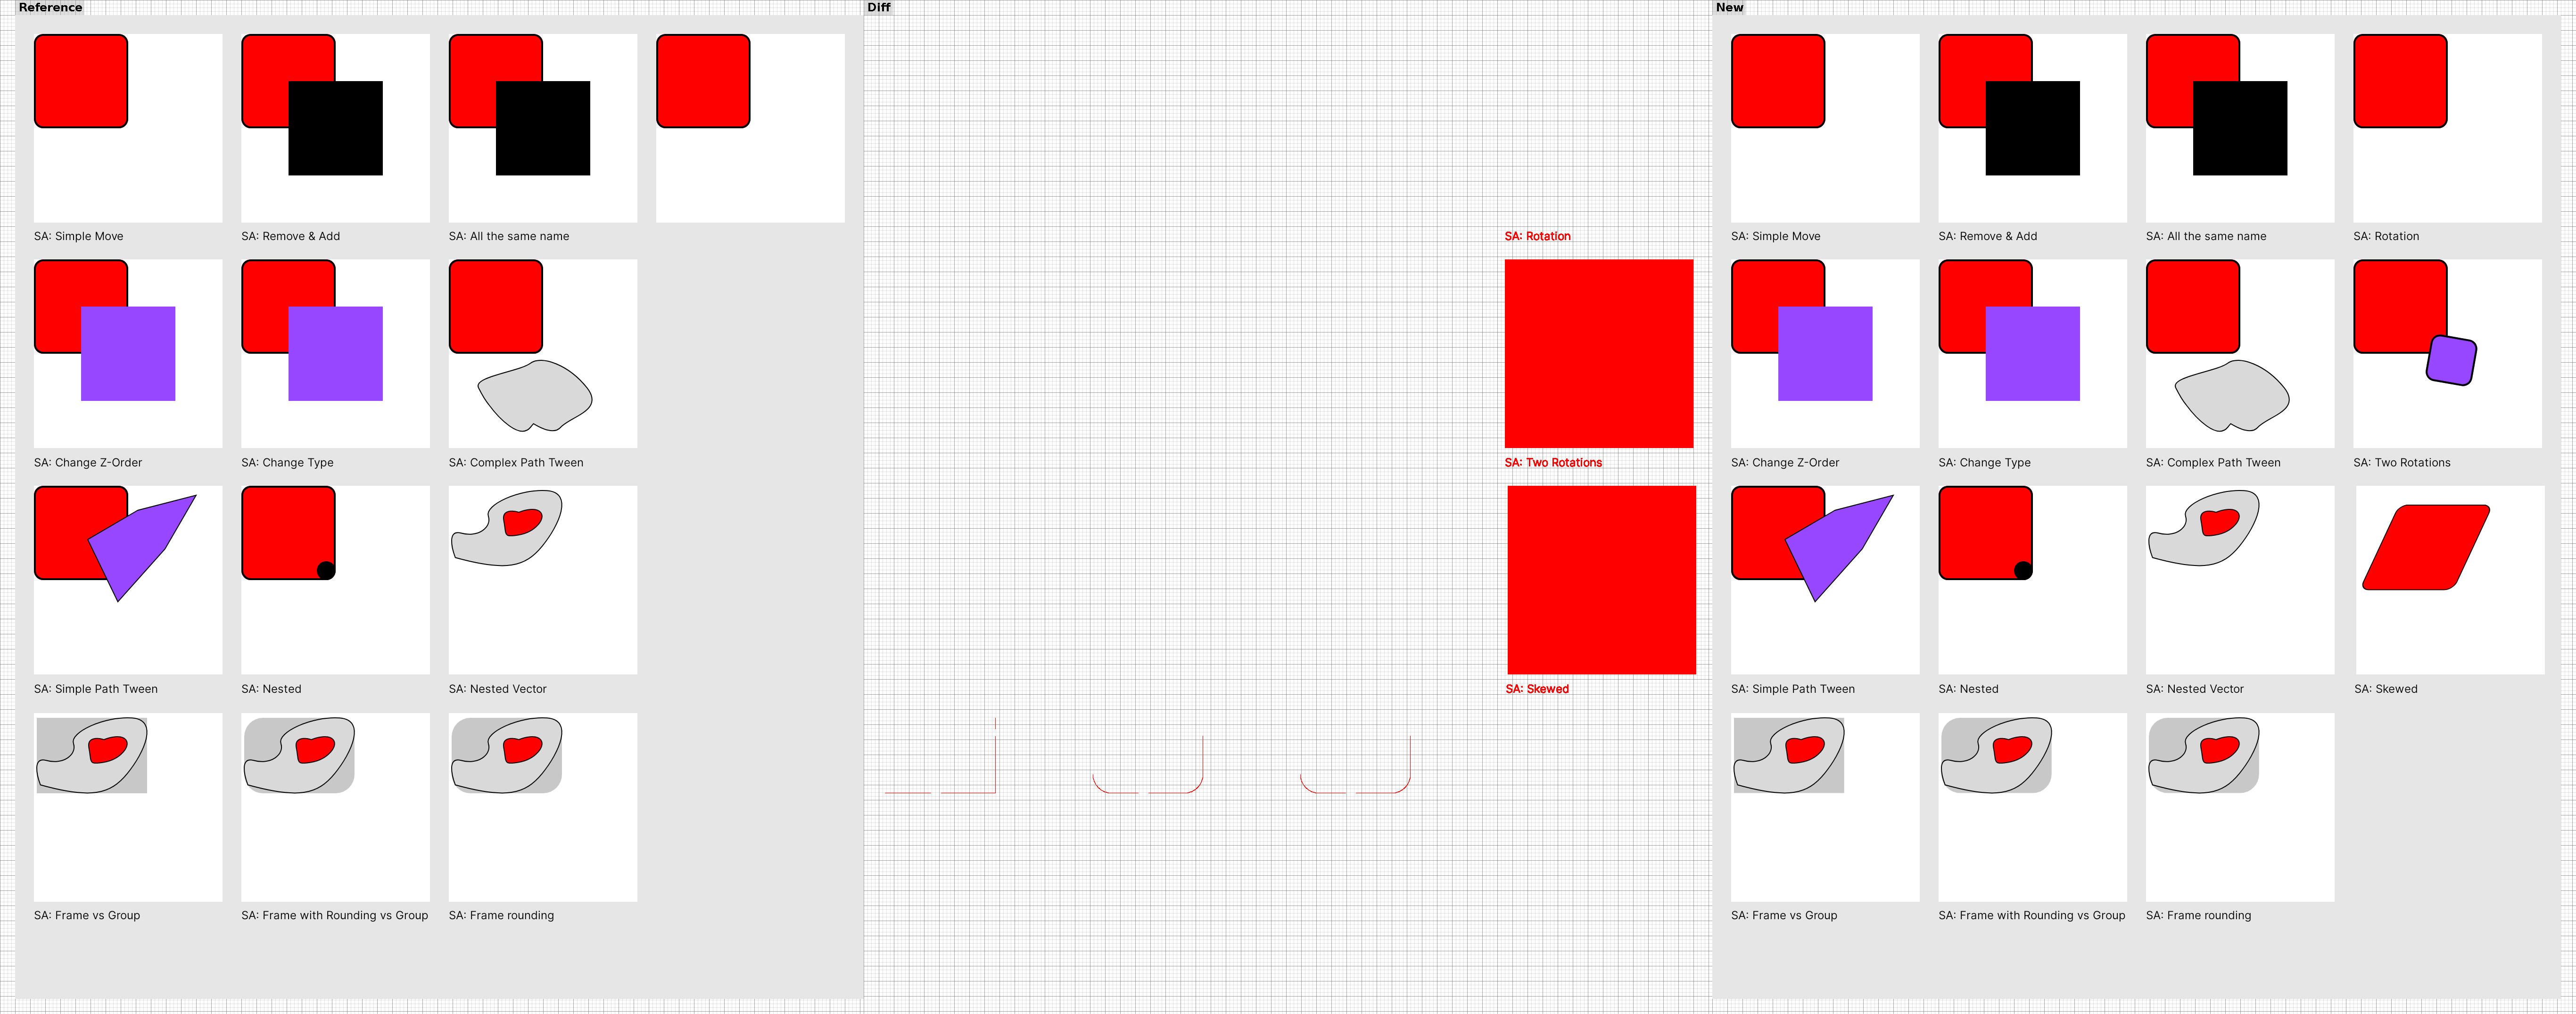 Reference
SA: Simple Move
SA: Remove & Add
SA: All the same name
SA: Change Z-Order
SA: Change Type
SA: Complex Path Tween
SA: Simple Path Tween
SA: Nested
SA: Nested Vector
SA: Frame vs Group
SA: Frame with Rounding vs Group
SA: Frame rounding
Diff
SA: Rotation
SA: Two Rotations
SA: Skewed
New
SA: Simple Move
SA: Remove & Add
SA: All the same name
SA: Rotation
SA: Change Z-Order
SA: Change Type
SA: Complex Path Tween
SA: Two Rotations
SA: Simple Path Tween
SA: Nested
SA: Nested Vector
SA: Skewed
SA: Frame vs Group
SA: Frame with Rounding vs Group
SA: Frame rounding